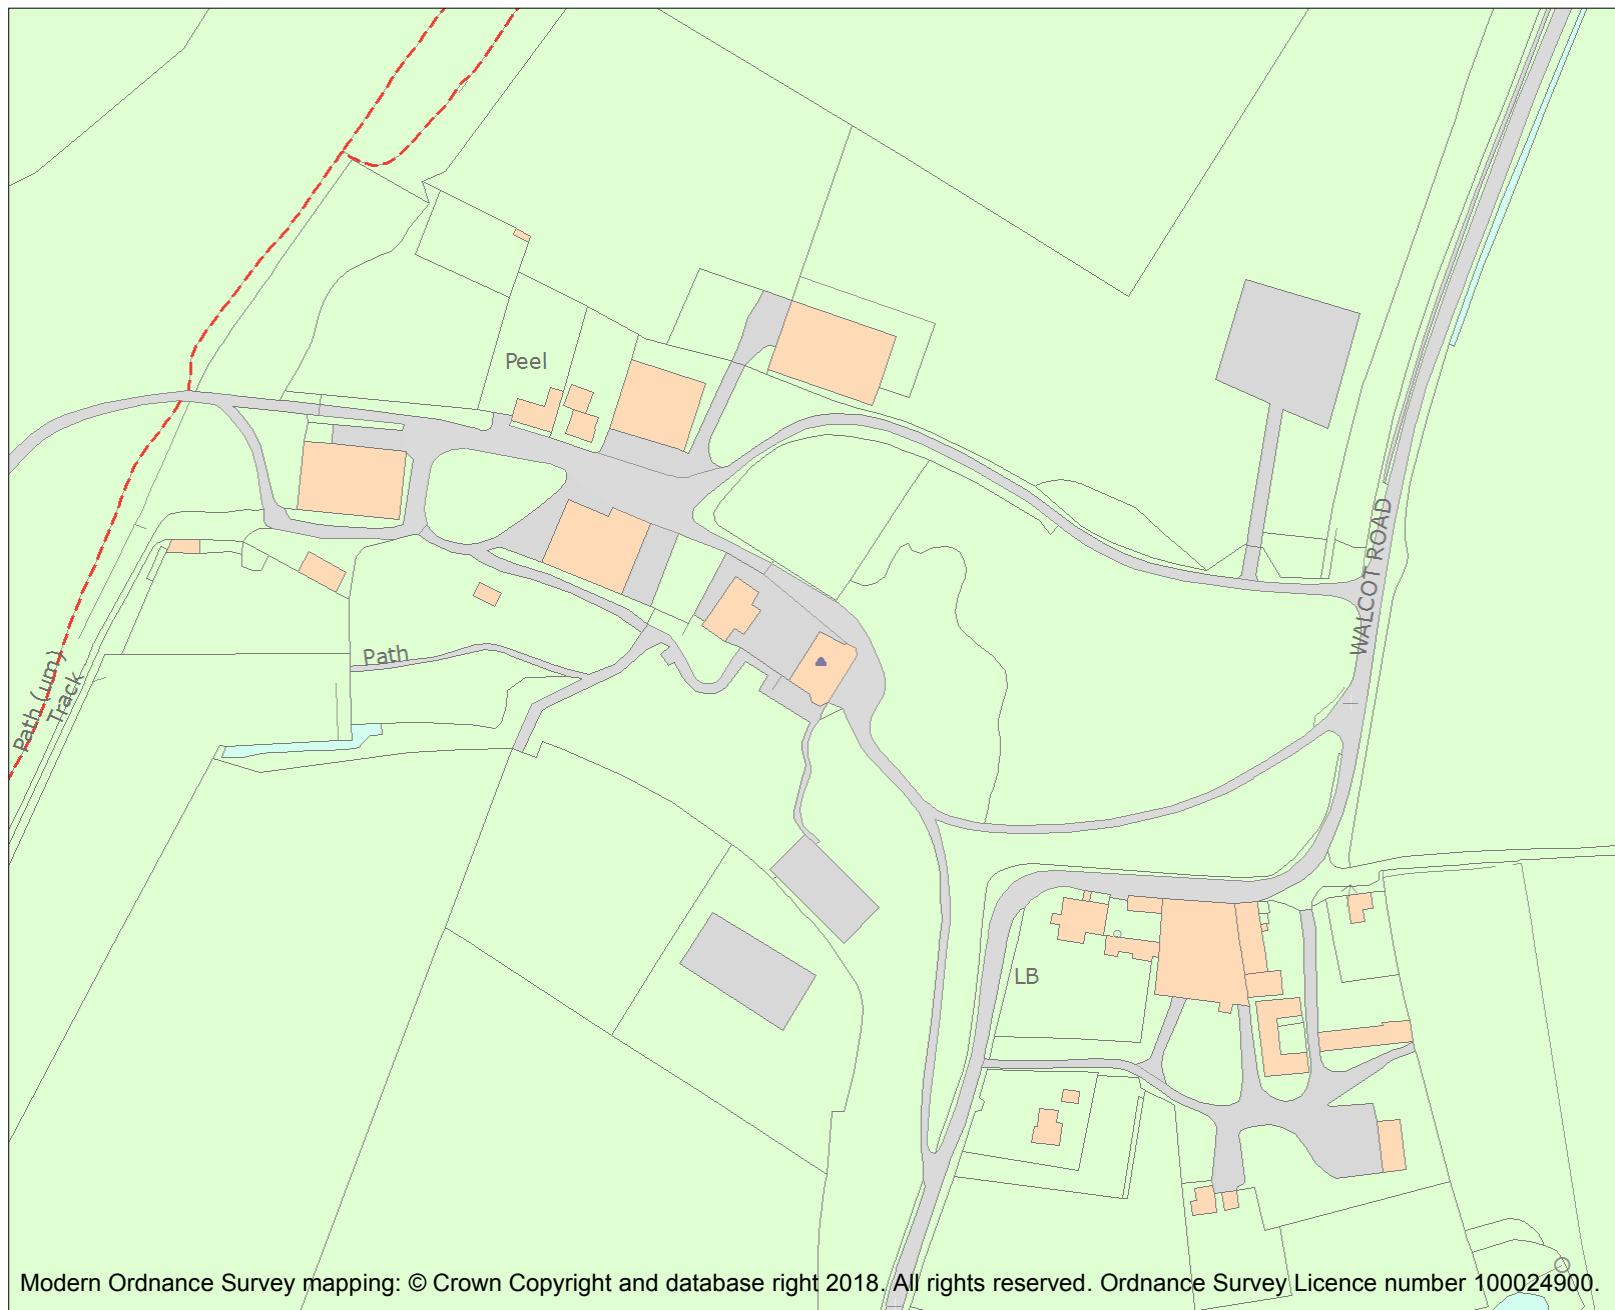 Peel
WALCOT ROAD
Path
Path (um)
Track
LB
Modern Ordnance Survey mapping: © Crown Copyright and database right 2018. All rights reserved. Ordnance Survey Licence number 100024900.